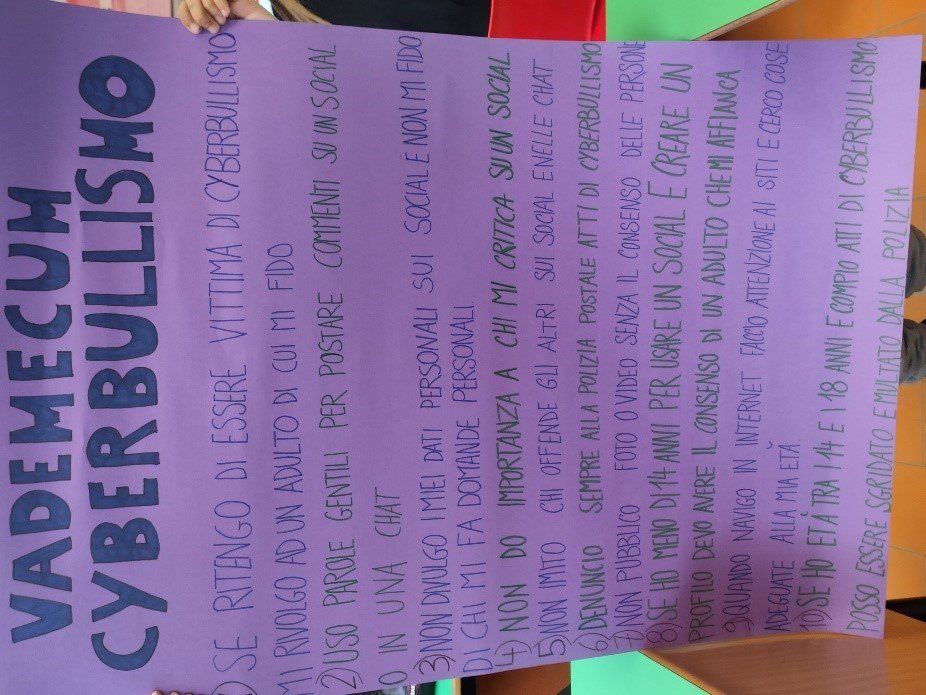 VADEMECUM
CYBERBULLISMO
1) SE RITENGO DI ESSERE VITTIMA DI CYBERBULLISMO
MI RIVOLGO AD UN ADULTO DI CUI MI FIDO
2) USO PAROLE GENTILI PER POSTARE COMMENTI SU UN SOCIAL
O IN UNA CHAT
3) NON DIVULGO I MIEI DATI PERSONALI SUI SOCIAL E NON MI FIDO
DI CHI MI FA DOMANDE PERSONALI.
4) NON DO IMPORTANZA A CHI MI CRITICA SU UN SOCIAL
5) NON IMITO CHI OFFENDE GLI ALTRI SUI SOCIAL E NELLE CHAT
6) DENUNCIO SEMPRE ALLA POLIZIA POSTALE ATTI DI CYBERBULLISMO
7) NON PUBBLICO FOTO O VIDEO SENZA IL CONSENSO DELLE PERSONE
8) SE HO MENO DI 14 ANNI PER USARE UN SOCIAL E CREARE UN
PROFILO DEVO AVERE IL CONSENSO DI UN ADULTO CHE MI AFFIANCA
9) QUANDO NAVIGO IN INTERNET FACCIO ATTENZIONE AI SITI E CERCO COSE
ADEGUATE ALLA MIA ETÀ
10) SE HO ETÀ TRA I 14 E I 18 ANNI E COMPIO ATTI DI CYBERBULLISMO
POSSO ESSERE SGRIDATO E MULTATO DALLA POLIZIA